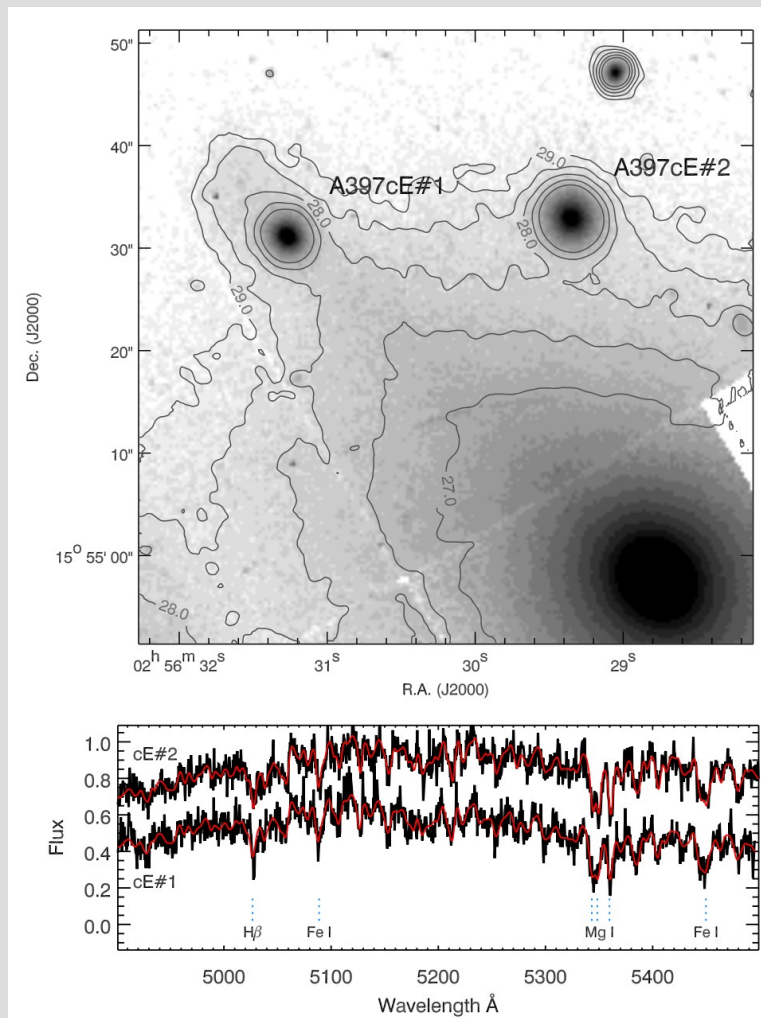 50"
40"
30"
20"
10"
15° 55' 00"
Dec. (J2000)
A397cE#1
A397cE#2
29.0
28.0
28.0
29.0
29.0
27.0
28.0
02ʰ 56ᵐ 32ˢ
31ˢ
30ˢ
29ˢ
R.A. (J2000)
1.0
0.8
0.6
0.4
0.2
0.0
Flux
cE#2
cE#1
Hβ
Fe I
Mg I
Fe I
5000
5100
5200
5300
5400
Wavelength Å